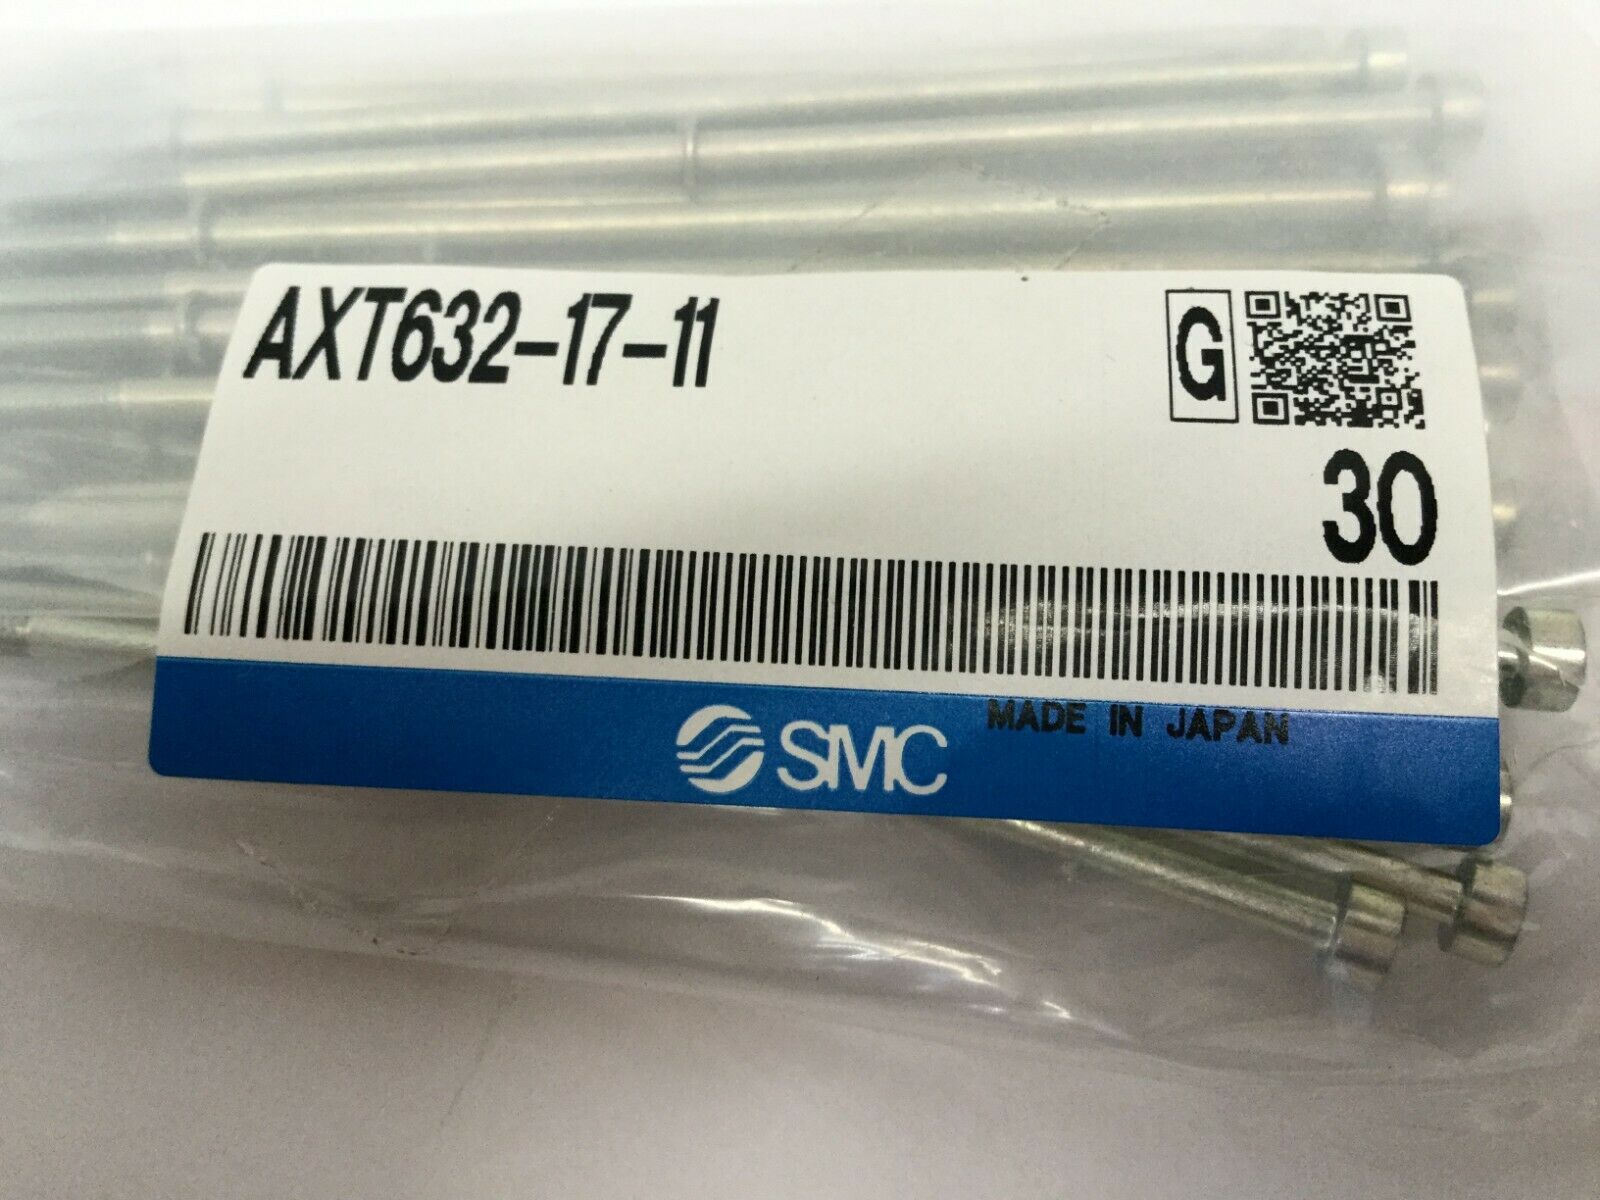 AXT632-17-11
G
30
MADE IN JAPAN
SMC